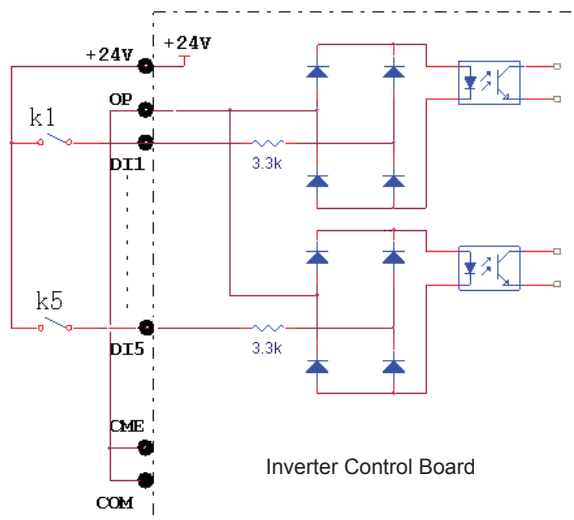 +24V
+24V
OP
k1
DI1
3.3k
k5
DI5
3.3k
CME
Inverter Control Board
COM